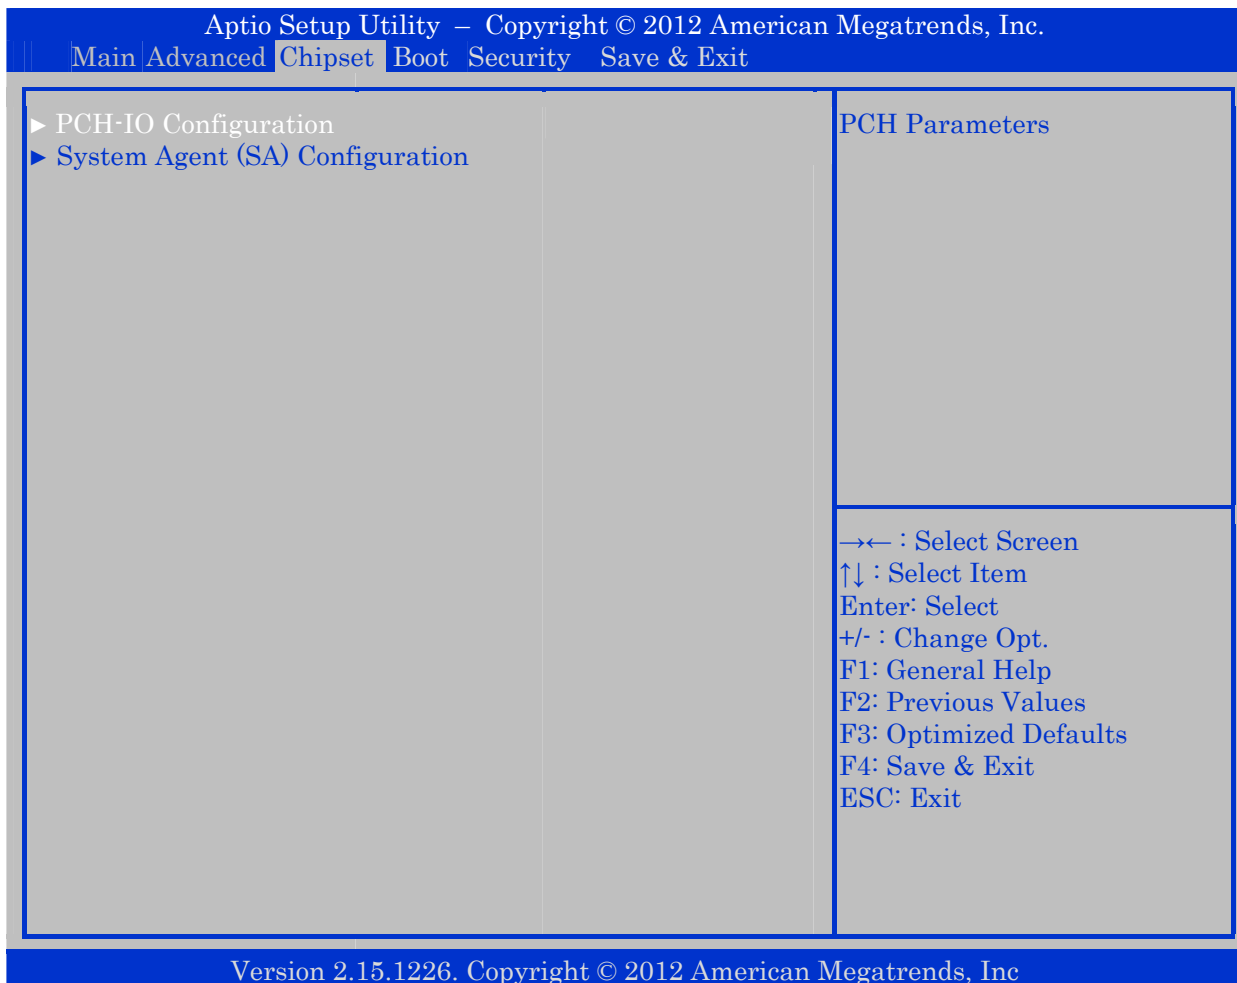 Aptio Setup Utility – Copyright © 2012 American Megatrends, Inc.
Main Advanced Chipset Boot Security Save & Exit
► PCH-IO Configuration
► System Agent (SA) Configuration
PCH Parameters
→← : Select Screen
↑↓ : Select Item
Enter: Select
+/- : Change Opt.
F1: General Help
F2: Previous Values
F3: Optimized Defaults
F4: Save & Exit
ESC: Exit
Version 2.15.1226. Copyright © 2012 American Megatrends, Inc